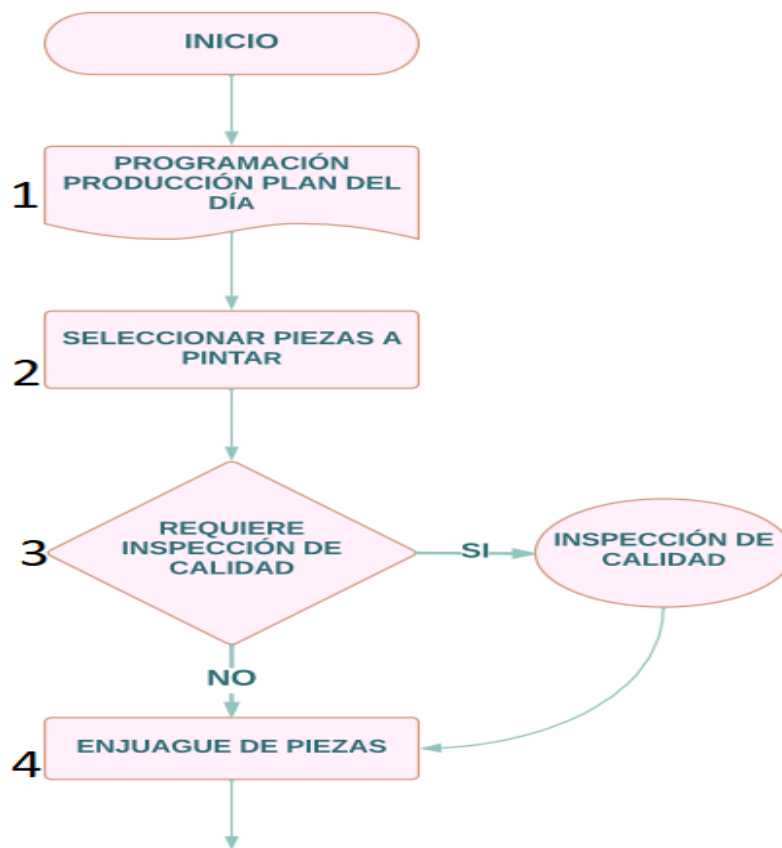 INICIO
1
PROGRAMACIÓN
PRODUCCIÓN PLAN DEL
DÍA
2
SELECCIONAR PIEZAS A
PINTAR
3
REQUIERE
INSPECCIÓN DE
CALIDAD
SI
INSPECCIÓN DE
CALIDAD
NO
4
ENJUAGUE DE PIEZAS